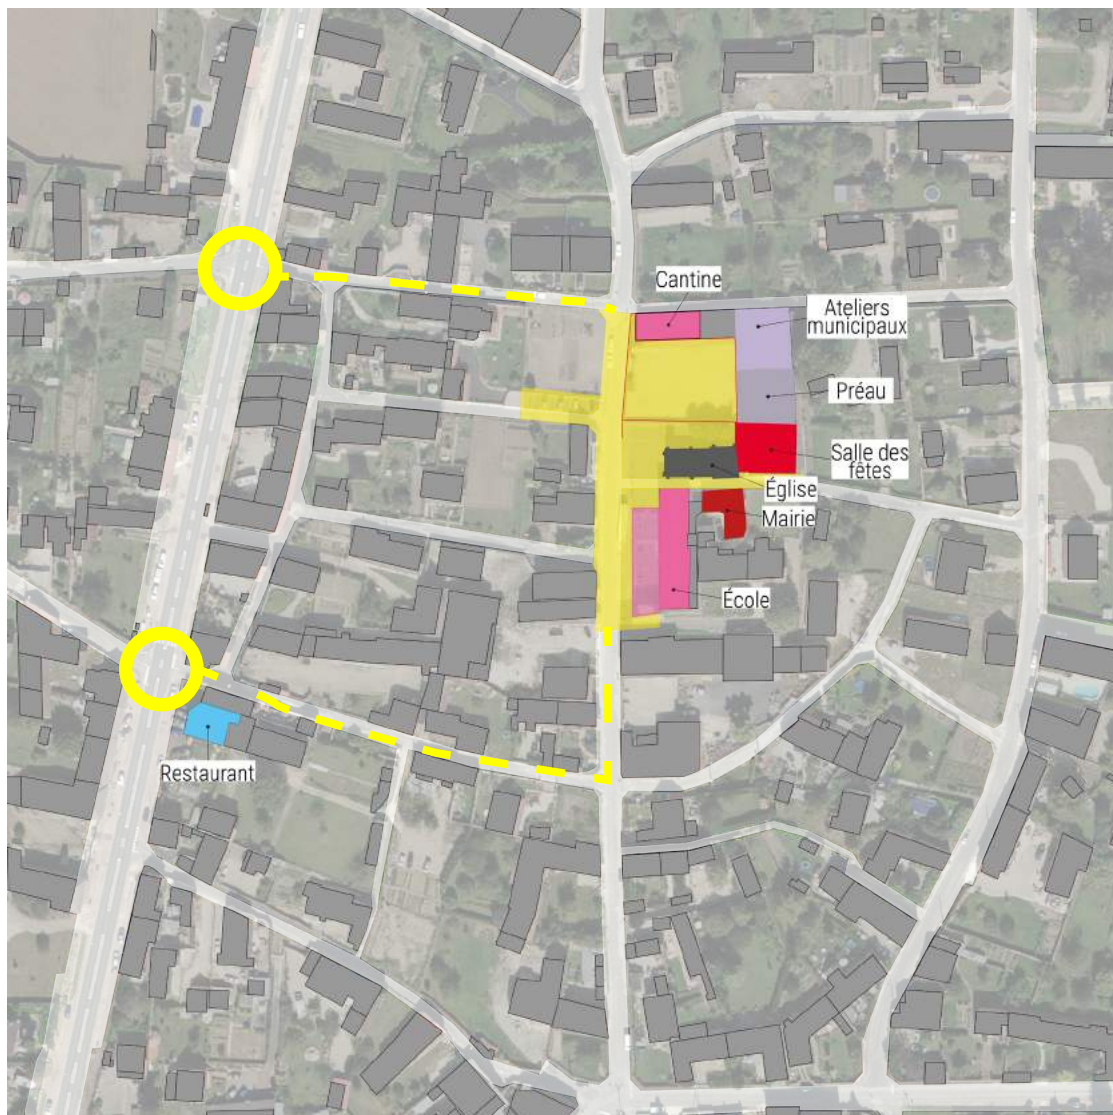 Cantine
Ateliers
municipaux
Préau
Salle des
fêtes
Église
Mairie
École
Restaurant